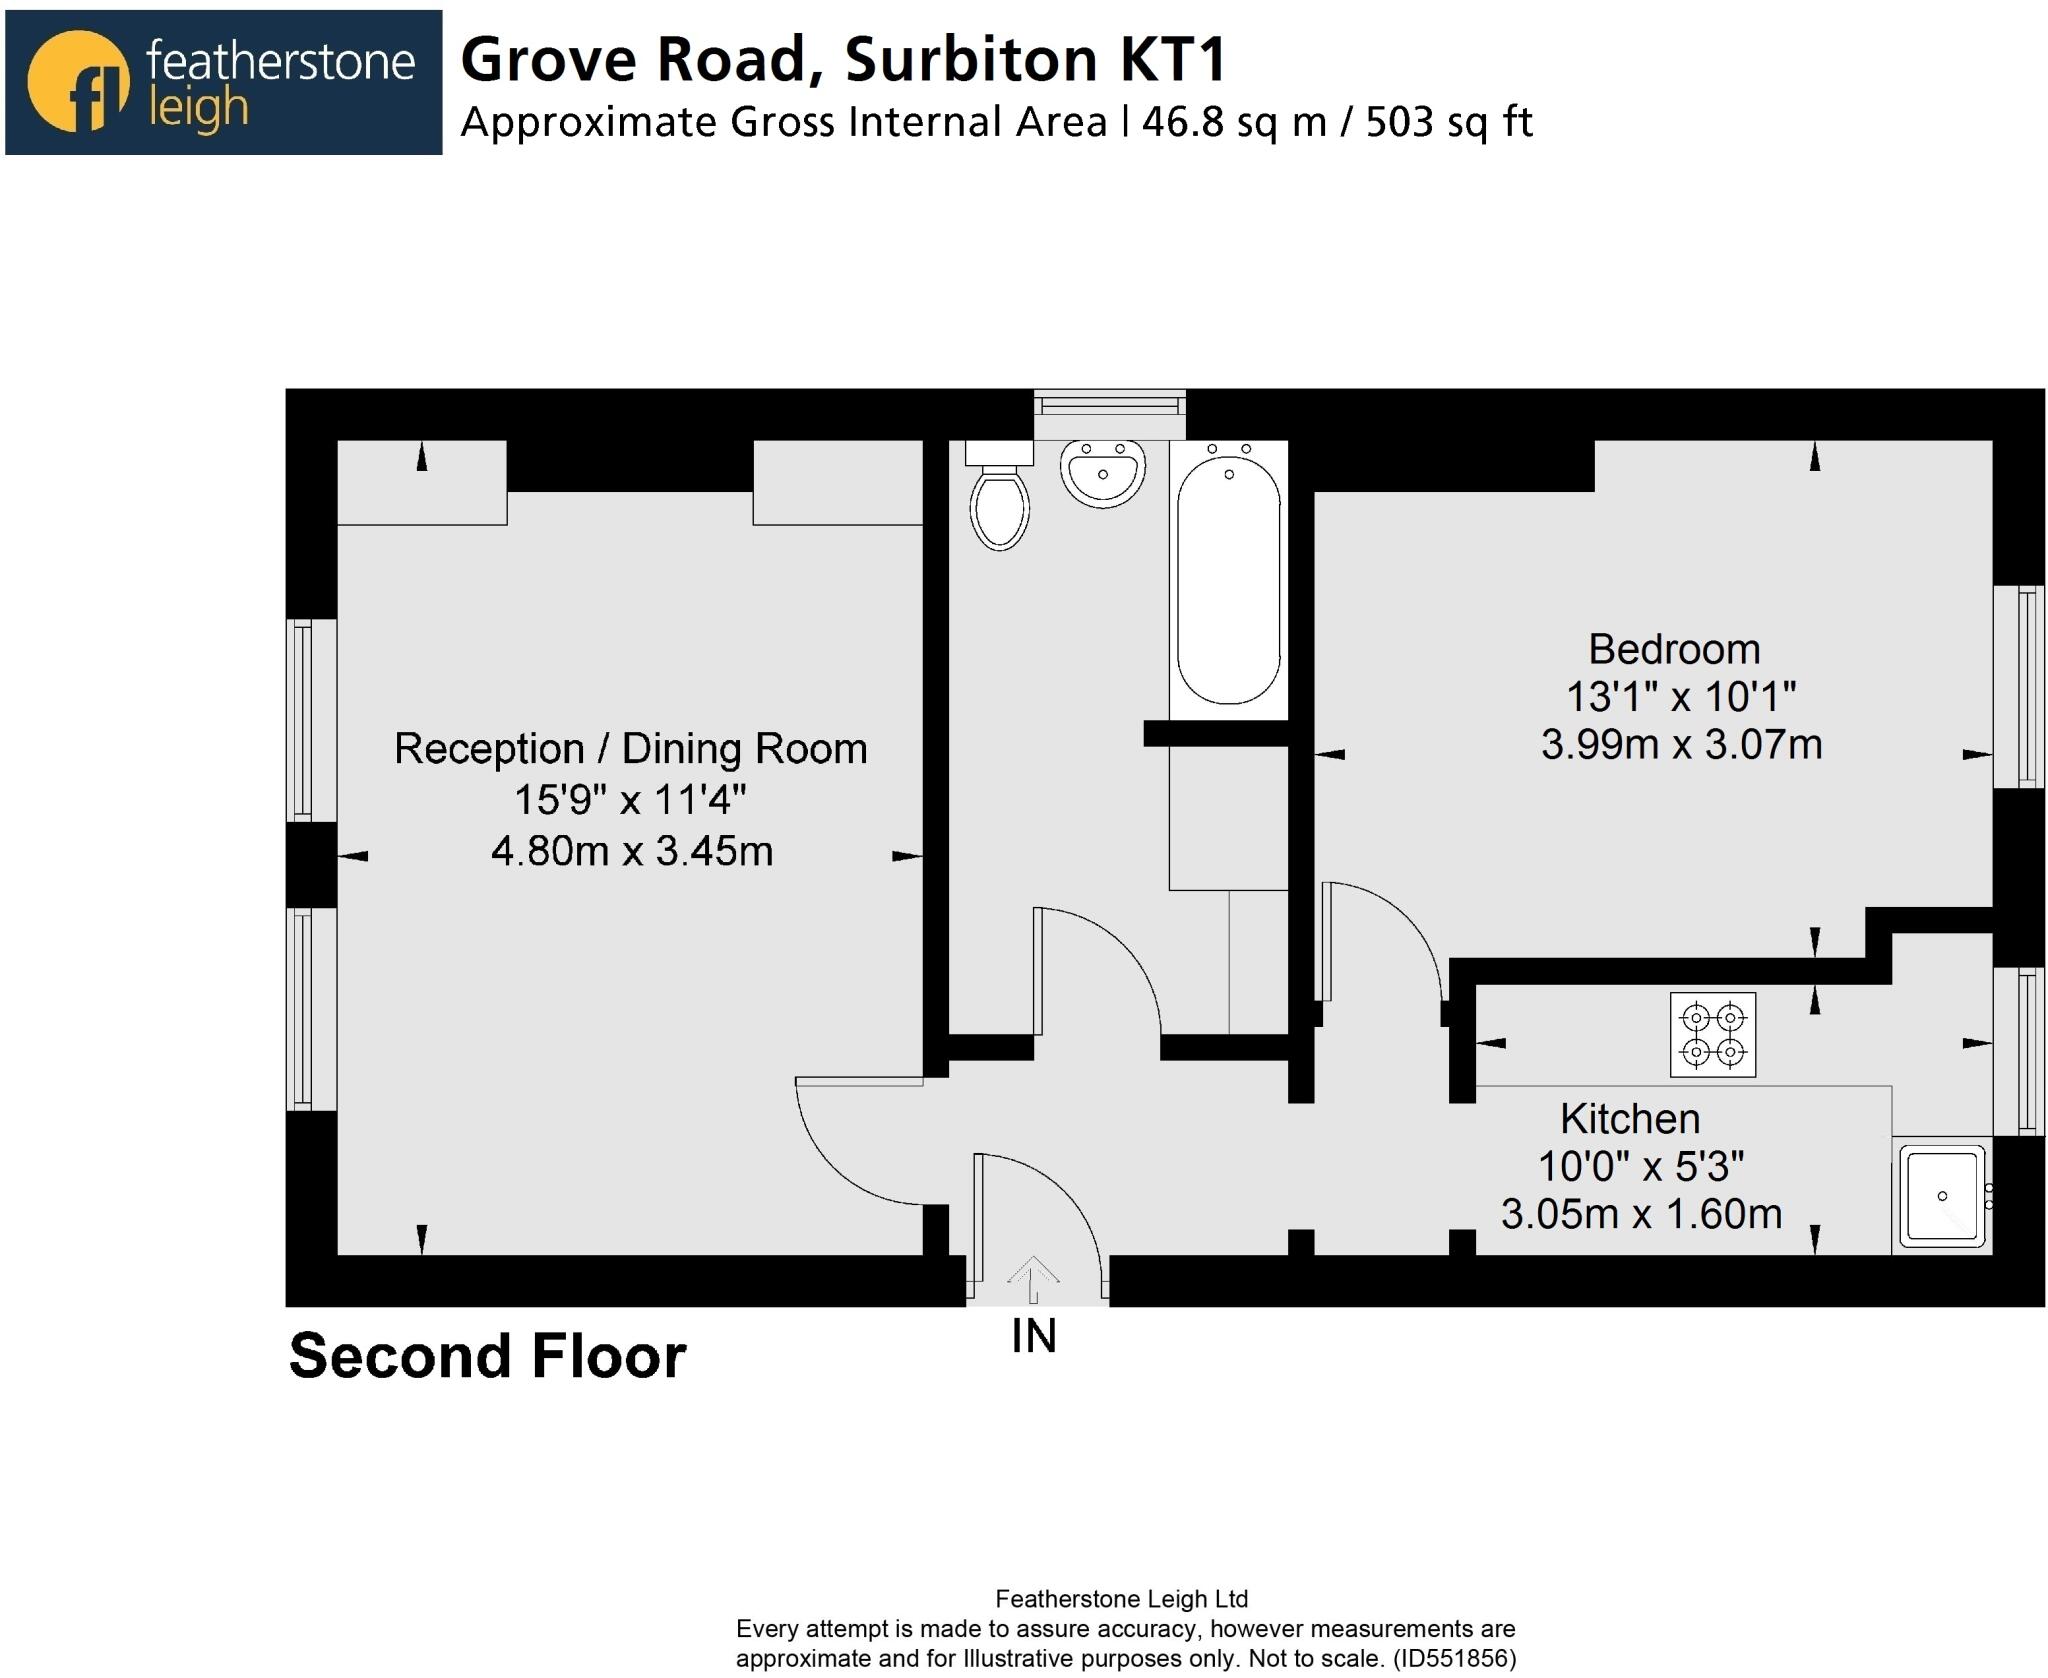 featherstone
leigh
Grove Road, Surbiton KT1
Approximate Gross Internal Area | 46.8 sq m / 503 sq ft
Reception / Dining Room
15'9" x 11'4"
4.80m x 3.45m
Bedroom
13'1" x 10'1"
3.99m x 3.07m
Kitchen
10'0" x 5'3"
3.05m x 1.60m
IN
Second Floor
Featherstone Leigh Ltd
Every attempt is made to assure accuracy, however measurements are
approximate and for Illustrative purposes only. Not to scale. (ID551856)